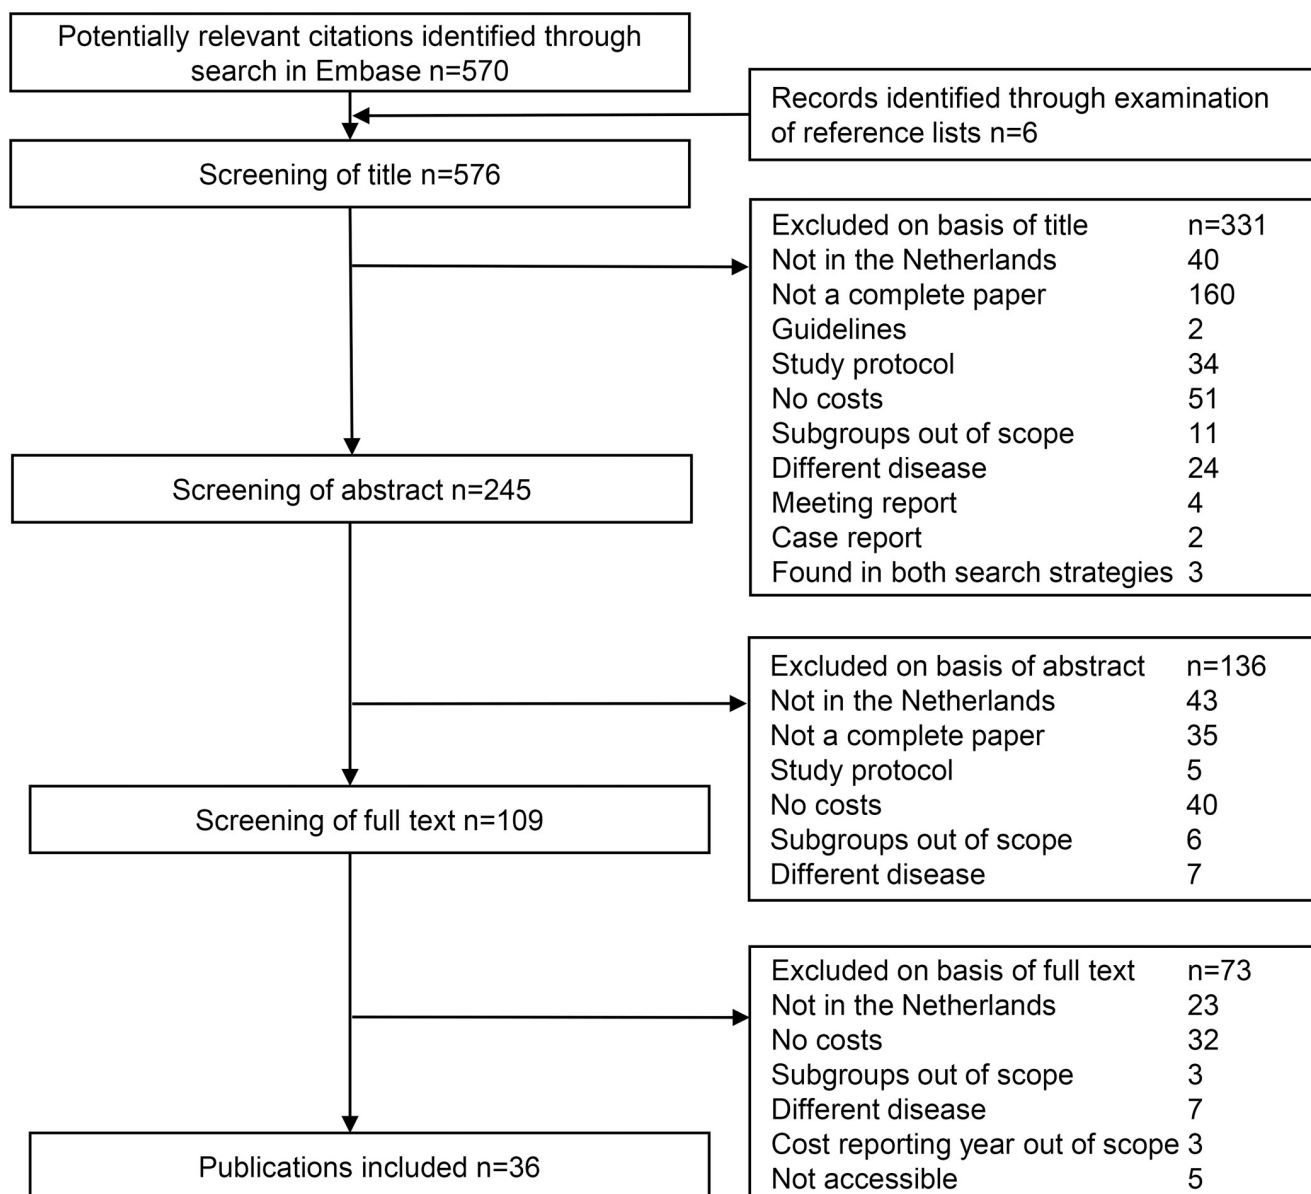 Potentially relevant citations identified through
search in Embase n=570
Records identified through examination
of reference lists n=6
Screening of title n=576
Excluded on basis of title n=331
Not in the Netherlands 40
Not a complete paper 160
Guidelines 2
Study protocol 34
No costs 51
Subgroups out of scope 11
Different disease 24
Meeting report 4
Case report 2
Found in both search strategies 3
Screening of abstract n=245
Excluded on basis of abstract n=136
Not in the Netherlands 43
Not a complete paper 35
Study protocol 5
No costs 40
Subgroups out of scope 6
Different disease 7
Screening of full text n=109
Excluded on basis of full text n=73
Not in the Netherlands 23
No costs 32
Subgroups out of scope 3
Different disease 7
Cost reporting year out of scope 3
Not accessible 5
Publications included n=36